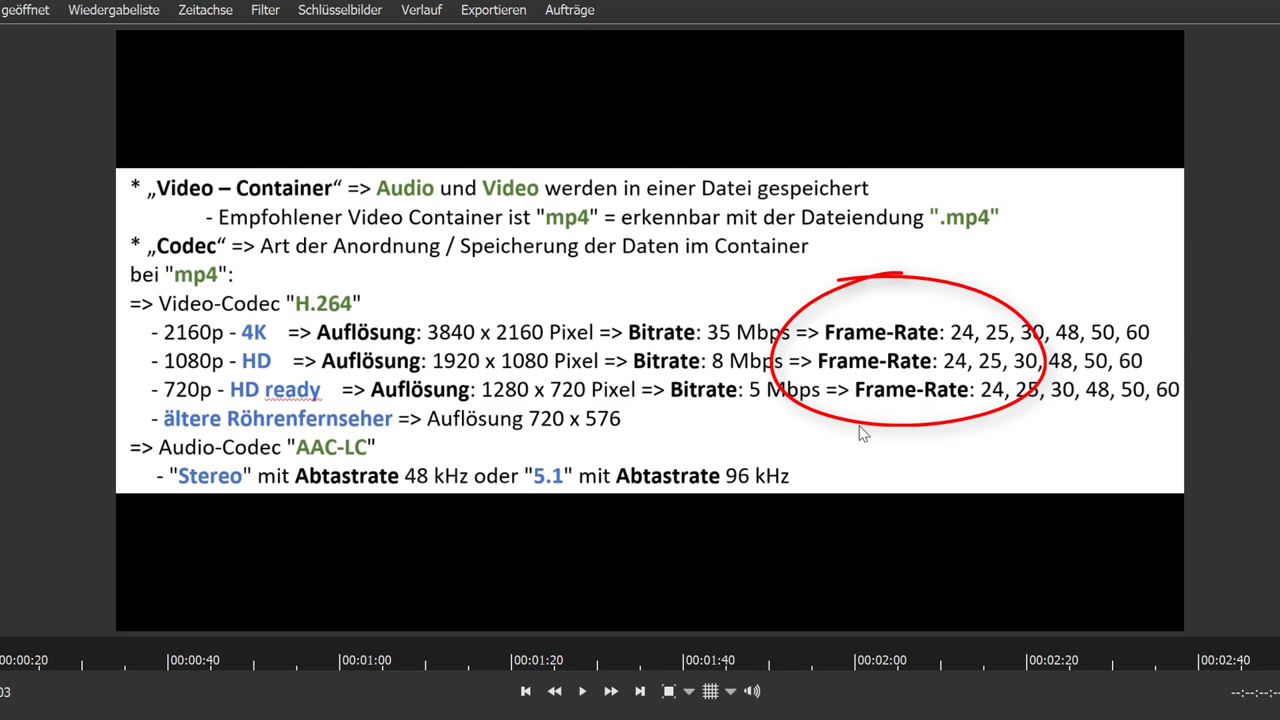 geöffnet Wiedergabeliste Zeitachse Filter Schlüsselbilder Verlauf Exportieren Aufträge
* „Video – Container“ => Audio und Video werden in einer Datei gespeichert
- Empfohlener Video Container ist "mp4" = erkennbar mit der Dateiendung ".mp4"
* „Codec“ => Art der Anordnung / Speicherung der Daten im Container
bei "mp4":
=> Video-Codec "H.264"
- 2160p - 4K => Auflösung: 3840 x 2160 Pixel => Bitrate: 35 Mbps => Frame-Rate: 24, 25, 30, 48, 50, 60
- 1080p - HD => Auflösung: 1920 x 1080 Pixel => Bitrate: 8 Mbps => Frame-Rate: 24, 25, 30, 48, 50, 60
- 720p - HD ready => Auflösung: 1280 x 720 Pixel => Bitrate: 5 Mbps => Frame-Rate: 24, 25, 30, 48, 50, 60
- ältere Röhrenfernseher => Auflösung 720 x 576
=> Audio-Codec "AAC-LC"
- "Stereo" mit Abtastrate 48 kHz oder "5.1" mit Abtastrate 96 kHz
00:00:20 00:00:40 00:01:00 00:01:20 00:01:40 00:02:00 00:02:20 00:02:40
03 --:--:--: